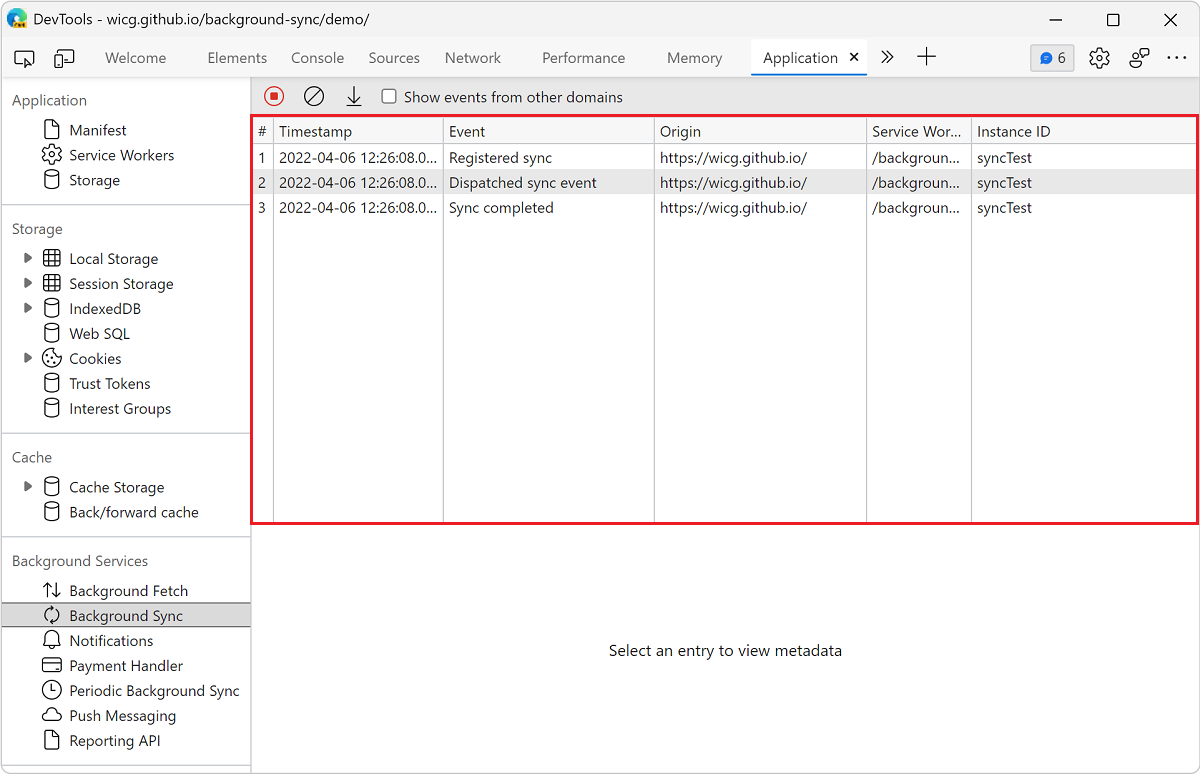 DevTools - wicg.github.io/background-sync/demo/
Welcome Elements Console Sources Network Performance Memory Application 6
Show events from other domains
Application
Manifest
Service Workers
Storage
Storage
Local Storage
Session Storage
IndexedDB
Web SQL
Cookies
Trust Tokens
Interest Groups
Cache
Cache Storage
Back/forward cache
Background Services
Background Fetch
Background Sync
Notifications
Payment Handler
Periodic Background Sync
Push Messaging
Reporting API
# Timestamp Event Origin Service Wor... Instance ID
1 2022-04-06 12:26:08.0... Registered sync https://wicg.github.io/ /backgroun... syncTest
2 2022-04-06 12:26:08.0... Dispatched sync event https://wicg.github.io/ /backgroun... syncTest
3 2022-04-06 12:26:08.0... Sync completed https://wicg.github.io/ /backgroun... syncTest
Select an entry to view metadata